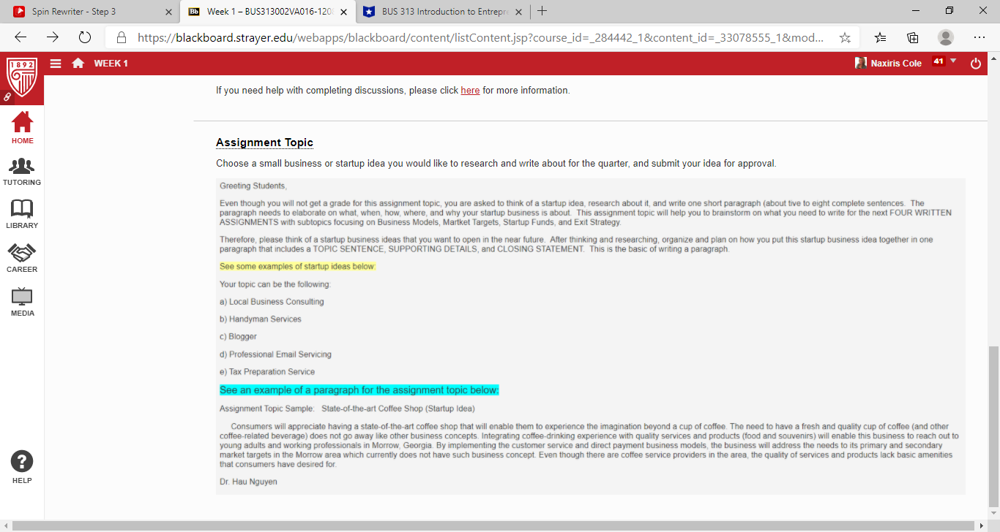 Spin Rewriter - Step 3
Week 1 – BUS313002VA016-1208
BUS 313 Introduction to Entrepre
https://blackboard.strayer.edu/webapps/blackboard/content/listContent.jsp?course_id=_284442_1&content_id=_33078555_1&mod...
1892
WEEK 1
Naxiris Cole
41
HOME
TUTORING
LIBRARY
CAREER
MEDIA
HELP
If you need help with completing discussions, please click here for more information.
Assignment Topic
Choose a small business or startup idea you would like to research and write about for the quarter, and submit your idea for approval.
Greeting Students,
Even though you will not get a grade for this assignment topic, you are asked to think of a startup idea, research about it, and write one short paragraph (about tive to eight complete sentences. The
paragraph needs to elaborate on what, when, how, where, and why your startup business is about. This assignment topic will help you to brainstorm on what you need to write for the next FOUR WRITTEN
ASSIGNMENTS with subtopics focusing on Business Models, Martket Targets, Startup Funds, and Exit Strategy.
Therefore, please think of a startup business ideas that you want to open in the near future. After thinking and researching, organize and plan on how you put this startup business idea together in one
paragraph that includes a TOPIC SENTENCE, SUPPORTING DETAILS, and CLOSING STATEMENT. This is the basic of writing a paragraph.
See some examples of startup ideas below:
Your topic can be the following:
a) Local Business Consulting
b) Handyman Services
c) Blogger
d) Professional Email Servicing
e) Tax Preparation Service
See an example of a paragraph for the assignment topic below:
Assignment Topic Sample: State-of-the-art Coffee Shop (Startup Idea)
Consumers will appreciate having a state-of-the-art coffee shop that will enable them to experience the imagination beyond a cup of coffee. The need to have a fresh and quality cup of coffee (and other
coffee-related beverage) does not go away like other business concepts. Integrating coffee-drinking experience with quality services and products (food and souvenirs) will enable this business to reach out to
young adults and working professionals in Morrow, Georgia. By implementing the customer service and direct payment business models, the business will address the needs to its primary and secondary
market targets in the Morrow area which currently does not have such business concept. Even though there are coffee service providers in the area, the quality of services and products lack basic amenities
that consumers have desired for.
Dr. Hau Nguyen